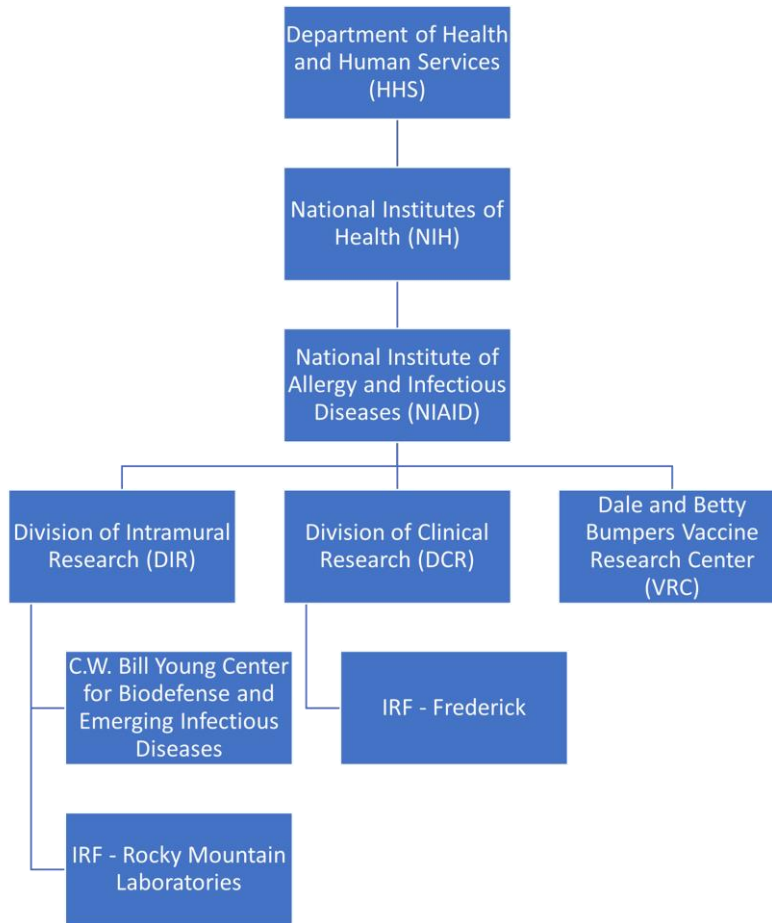 Department of Health
and Human Services
(HHS)
National Institutes of
Health (NIH)
National Institute of
Allergy and Infectious
Diseases (NIAID)
Division of Intramural
Research (DIR)
Division of Clinical
Research (DCR)
Dale and Betty
Bumpers Vaccine
Research Center
(VRC)
C.W. Bill Young Center
for Biodefense and
Emerging Infectious
Diseases
IRF - Frederick
IRF - Rocky Mountain
Laboratories